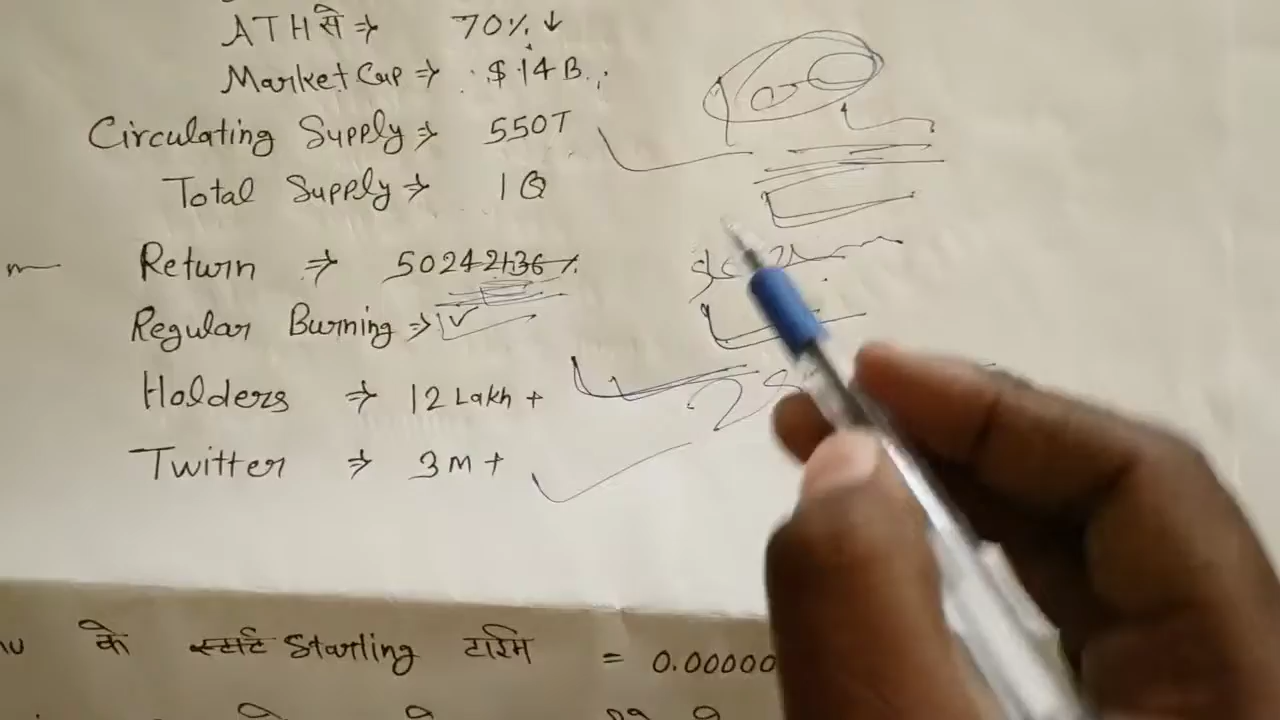 ATH से ⇒ 70% ↓
Market Cap ⇒ $14B
Circulating Supply ⇒ 550T
Total Supply ⇒ 1Q
Return ⇒ 50242136%
Regular Burning ⇒ ✓
Holders ⇒ 12 Lakh +
Twitter ⇒ 3M +
के Starting टाइम = 0.00000